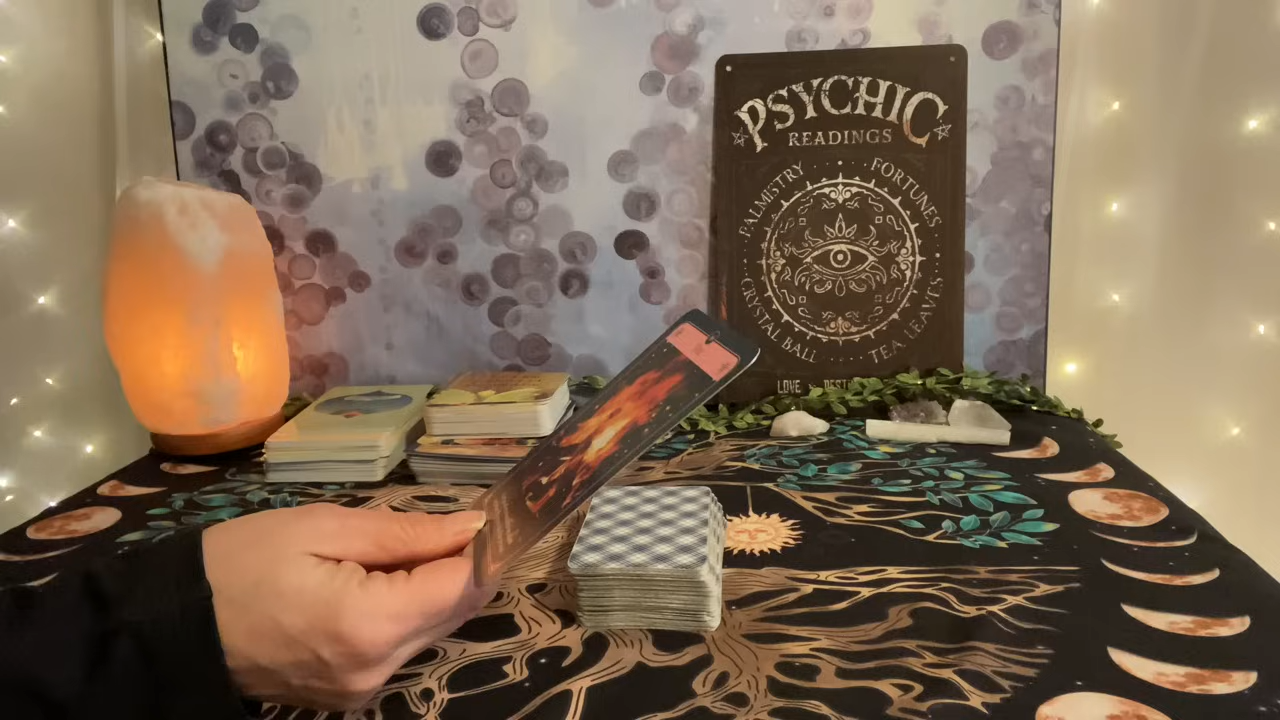 PSYCHIC
READINGS
PALMISTRY
FORTUNES
CRYSTAL BALL
TEA LEAVES
LOVE